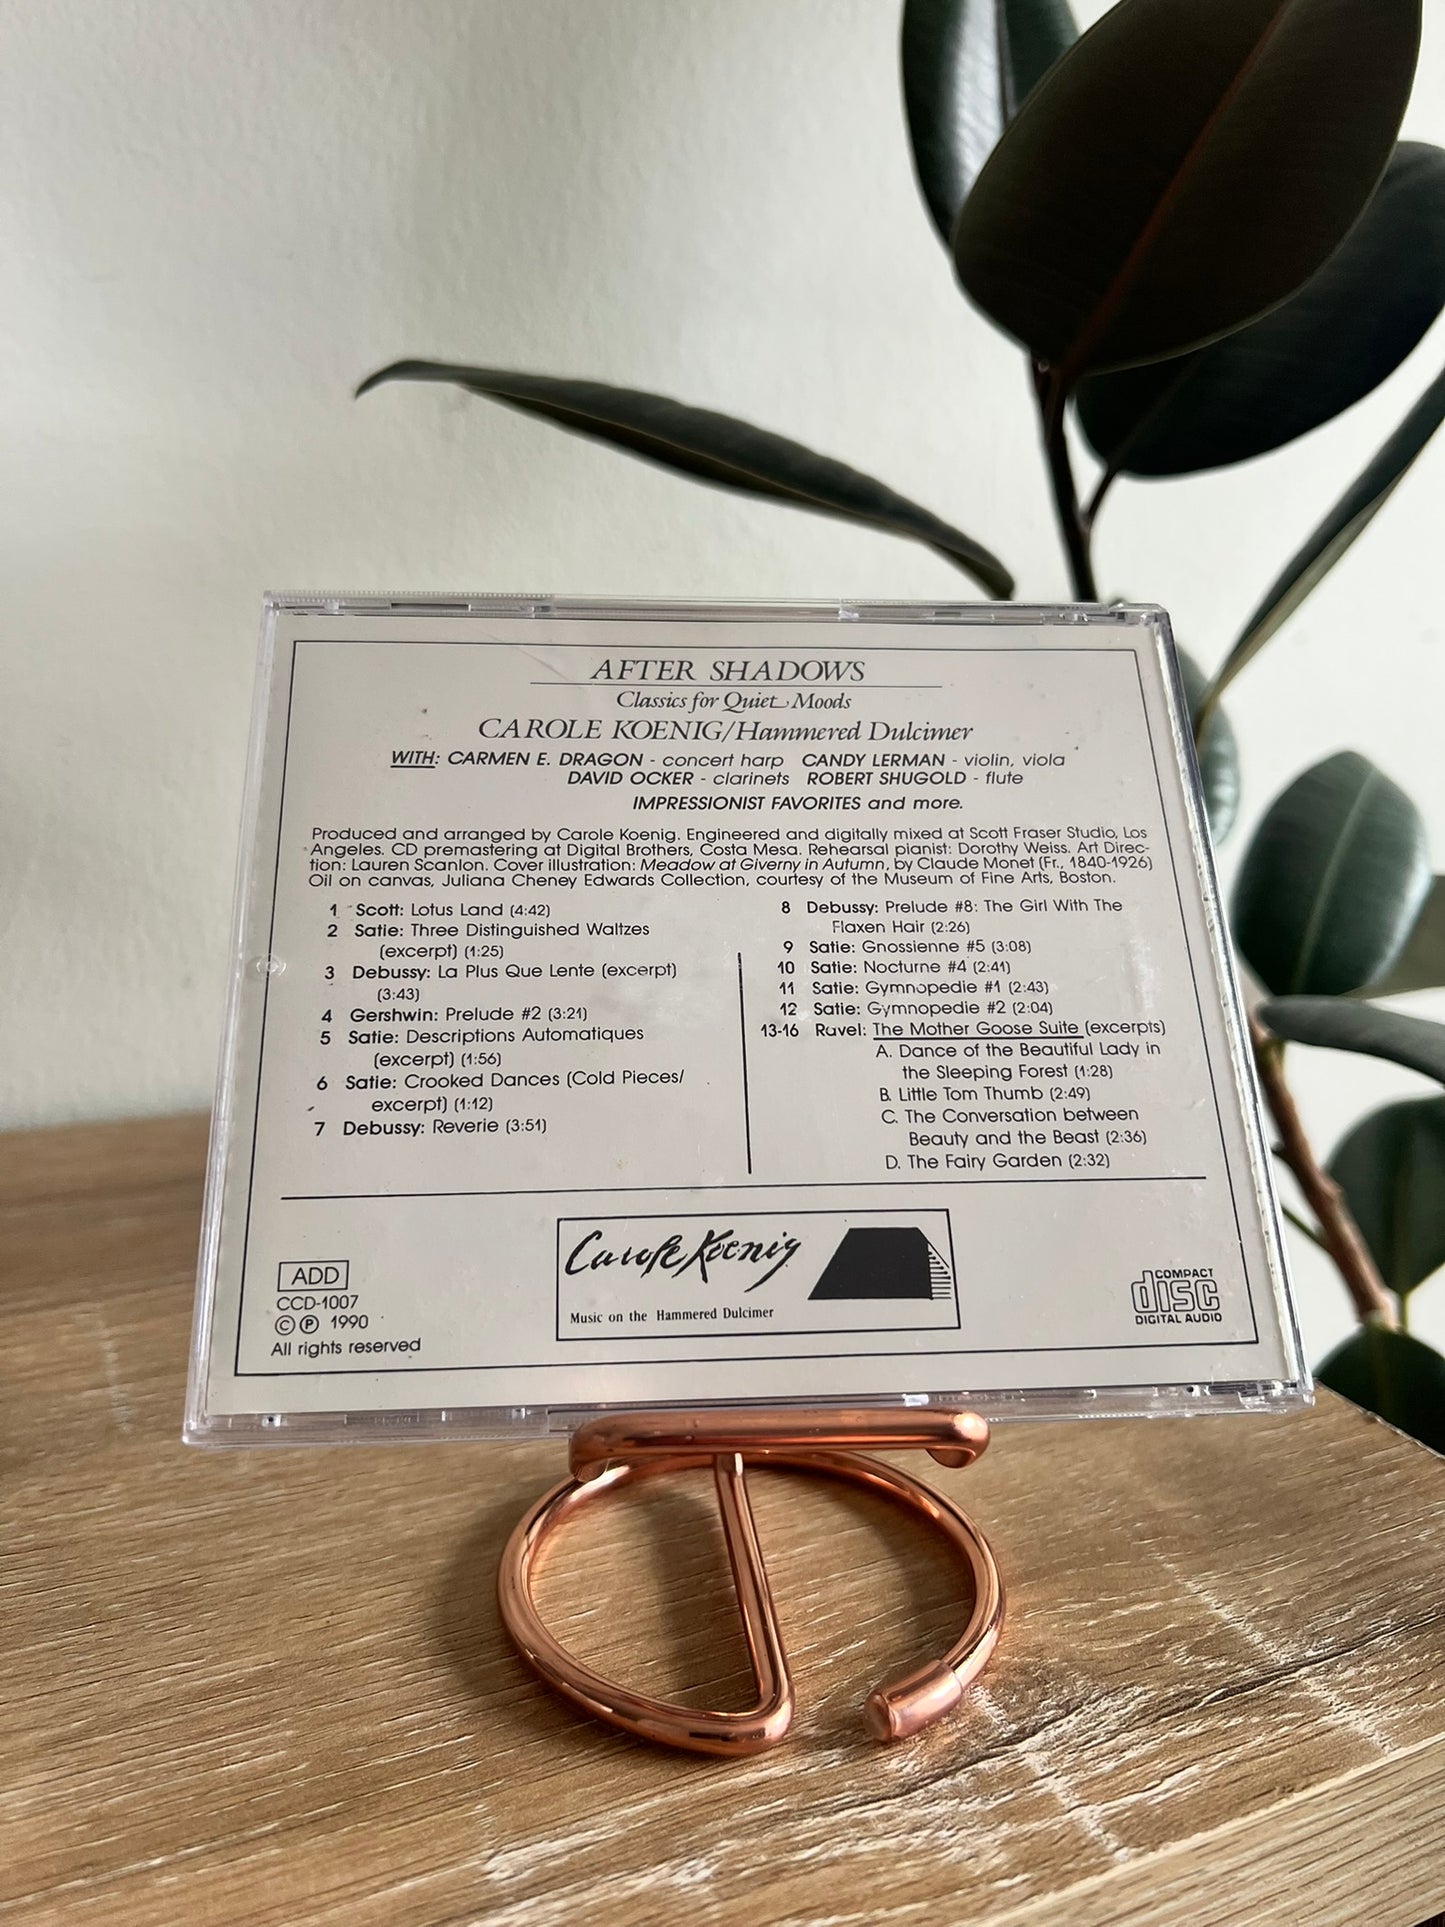 AFTER SHADOWS
Classics for Quiet Moods
CAROLE KOENIG/Hammered Dulcimer
WITH: CARMEN E. DRAGON - concert harp CANDY LERMAN - violin, viola
DAVID OCKER - clarinets ROBERT SHUGOLD - flute
IMPRESSIONIST FAVORITES and more.
Produced and arranged by Carole Koenig. Engineered and digitally mixed at Scott Fraser Studio, Los
Angeles. CD premastering at Digital Brothers, Costa Mesa. Rehearsal pianist: Dorothy Weiss. Art Direc-
tion: Lauren Scanlon. Cover illustration: Meadow at Giverny in Autumn, by Claude Monet (Fr., 1840-1926)
Oil on canvas, Juliana Cheney Edwards Collection, courtesy of the Museum of Fine Arts, Boston.
1 Scott: Lotus Land (4:42)
2 Satie: Three Distinguished Waltzes
(excerpt) (1:25)
3 Debussy: La Plus Que Lente (excerpt)
(3:43)
4 Gershwin: Prelude #2 (3:21)
5 Satie: Descriptions Automatiques
(excerpt) (1:56)
6 Satie: Crooked Dances (Cold Pieces/
excerpt) (1:12)
7 Debussy: Reverie (3:51)
8 Debussy: Prelude #8: The Girl With The
Flaxen Hair (2:26)
9 Satie: Gnossienne #5 (3:08)
10 Satie: Nocturne #4 (2:41)
11 Satie: Gymnopedie #1 (2:43)
12 Satie: Gymnopedie #2 (2:04)
13-16 Ravel: The Mother Goose Suite (excerpts)
A. Dance of the Beautiful Lady in
the Sleeping Forest (1:28)
B. Little Tom Thumb (2:49)
C. The Conversation between
Beauty and the Beast (2:36)
D. The Fairy Garden (2:32)
Carole Koenig
Music on the Hammered Dulcimer
ADD
CCD-1007
© ℗ 1990
All rights reserved
COMPACT
disc
DIGITAL AUDIO